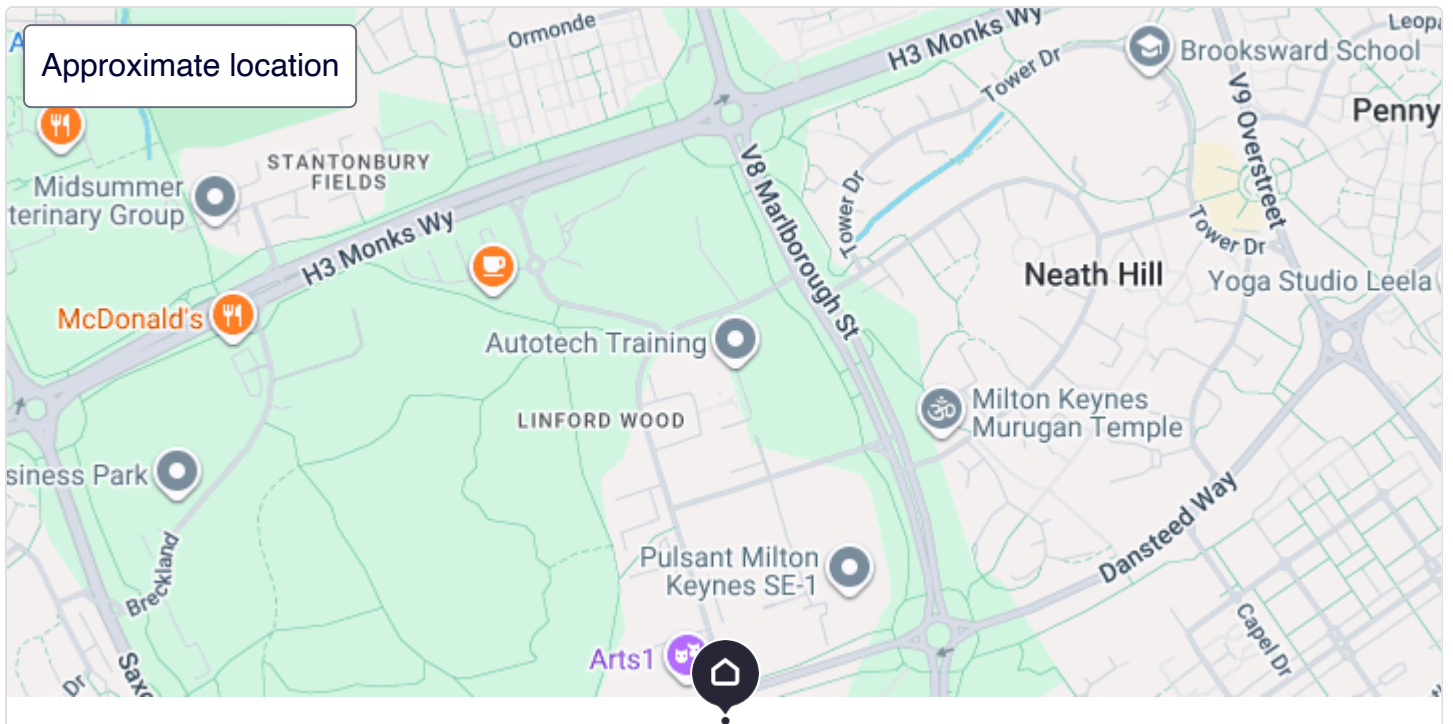 Approximate location
A
Ormonde
H3 Monks Wy
Leopa
Brooksward School
Tower Dr
V9 Overstreet
Penny
STANTONBURY
FIELDS
Midsummer
terinary Group
V8 Marlborough St
Tower Dr
Tower Dr
H3 Monks Wy
Neath Hill
Yoga Studio Leela
McDonald's
Autotech Training
LINFORD WOOD
Milton Keynes
Murugan Temple
siness Park
Dansteed Way
Breckland
Pulsant Milton
Keynes SE-1
Capel Dr
Arts1
Dr
Saxo